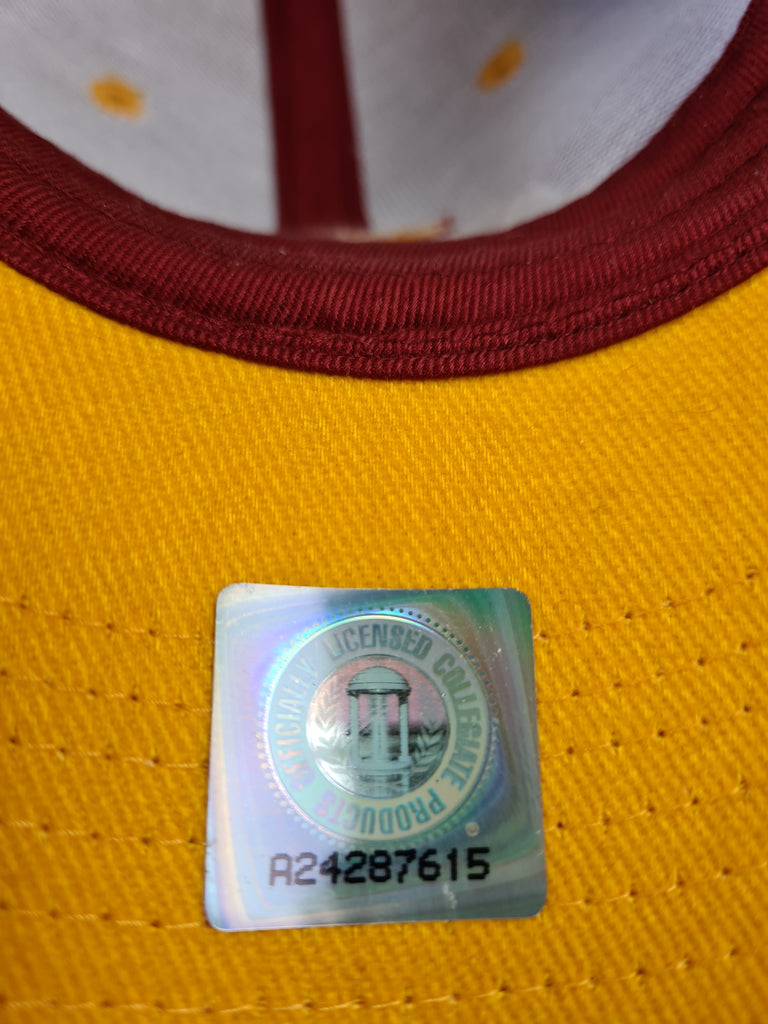 OFFICIALLY LICENSED COLLEGIATE PRODUCTS
A24287615